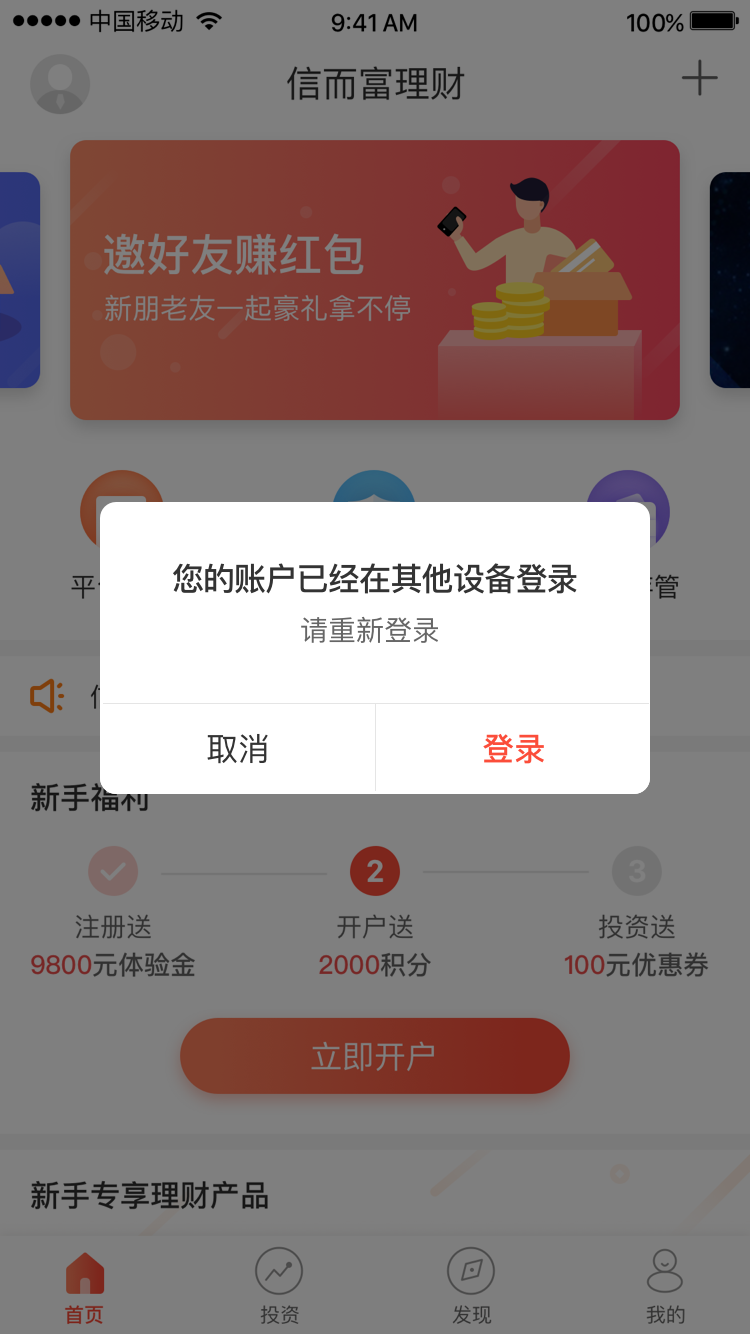 中国移动 9:41 AM 100%
信而富理财
邀好友赚红包
新朋老友一起豪礼拿不停
平
管
您的账户已经在其他设备登录
请重新登录
取消 登录
新手福利
2 3
注册送 开户送 投资送
9800元体验金 2000积分 100元优惠券
立即开户
新手专享理财产品
首页 投资 发现 我的